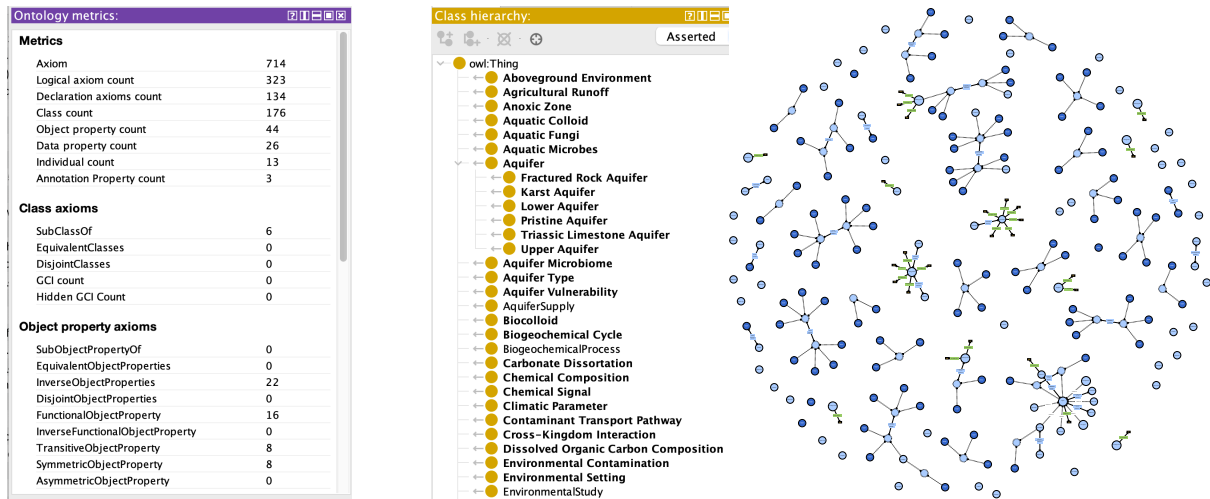 Ontology metrics:
Metrics
Axiom 714
Logical axiom count 323
Declaration axioms count 134
Class count 176
Object property count 44
Data property count 26
Individual count 13
Annotation Property count 3
Class axioms
SubClassOf 6
EquivalentClasses 0
DisjointClasses 0
GCI count 0
Hidden GCI Count 0
Object property axioms
SubObjectPropertyOf 0
EquivalentObjectProperties 0
InverseObjectProperties 22
DisjointObjectProperties 0
FunctionalObjectProperty 16
InverseFunctionalObjectProperty 0
TransitiveObjectProperty 8
SymmetricObjectProperty 8
AsymmetricObjectProperty 0
Class hierarchy:
Asserted
owl:Thing
Aboveground Environment
Agricultural Runoff
Anoxic Zone
Aquatic Colloid
Aquatic Fungi
Aquatic Microbes
Aquifer
Fractured Rock Aquifer
Karst Aquifer
Lower Aquifer
Pristine Aquifer
Triassic Limestone Aquifer
Upper Aquifer
Aquifer Microbiome
Aquifer Type
Aquifer Vulnerability
AquiferSupply
Biocolloid
Biogeochemical Cycle
BiogeochemicalProcess
Carbonate Dissortation
Chemical Composition
Chemical Signal
Climatic Parameter
Contaminant Transport Pathway
Cross-Kingdom Interaction
Dissolved Organic Carbon Composition
Environmental Contamination
Environmental Setting
EnvironmentalStudy